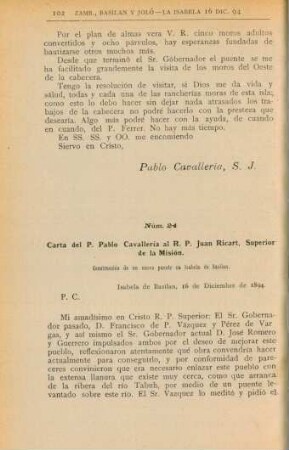 102 ZAMB., BASILAN Y JOLÓ—LA ISABELA 16 DIC. 94
Por el plan de almas verá V. R. cinco moros adultos
convertidos y ocho párvulos, hay esperanzas fundadas de
bautizarse otros muchos más.
Desde que terminó el Sr. Gobernador el puente se me
ha facilitado grandemente la visita de los moros del Oeste
de la cabecera.
Tengo la resolución de visitar, si Dios me da vida y
salud, todas y cada una de las rancherías moras de esta isla;
como esto lo debo hacer sin dejar nada atrasados los tra-
bajos de la cabecera no podré hacerlo con la presteza que
desearía. Algo más podré hacer con la ayuda, de cuando
en cuando, del P. Ferrer. No hay más tiempo.
En SS. SS. y OO. me encomiendo
Siervo en Cristo,
Pablo Cavallería, S. J.
Núm. 24
Carta del P. Pablo Cavallería al R. P. Juan Ricart, Superior
de la Misión.
de un nuevo puente en Isabela de Basilan.
Isabela de Basilan, 16 de Diciembre de 1894.
P. C.
Mi amadísimo en Cristo R. P. Superior: El Sr. Goberna-
dor pasado, D. Francisco de P. Vázquez y Pérez de Var-
gas, y así mismo el Sr. Gobernador actual D. José Romero
y Guerrero impulsados ambos por el deseo de mejorar este
pueblo, reflexionaron atentamente qué obra convendría hacer
actualmente para conseguirlo, y por conformidad de pare-
ceres convinieron que era necesario enlazar este pueblo con
la extensa llanura que existe muy cerca, como que arranca
de la ribera del río por medio de un puente le-
vantado sobre este río. El Sr. Vazquez lo meditó y pidió el